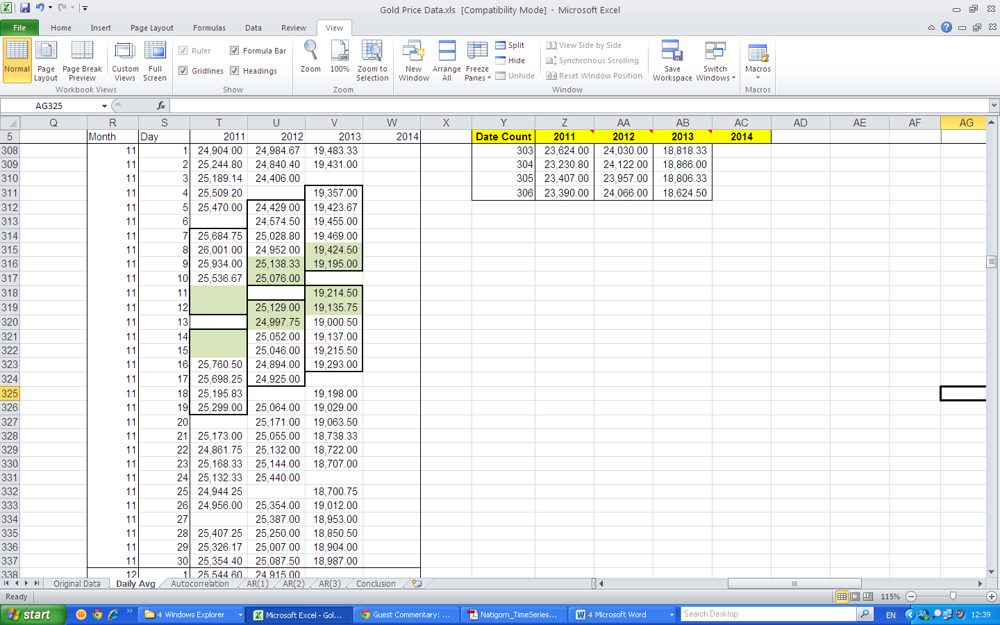 Gold Price Data.xls [Compatibility Mode] - Microsoft Excel
File Home Insert Page Layout Formulas Data Review View
Normal Page Layout Page Break Preview Custom Views Full Screen
Workbook Views
Ruler Formula Bar
Gridlines Headings
Show
Zoom 100% Zoom to Selection
Zoom
New Window Arrange All Freeze Panes
Split
Hide
Unhide
View Side by Side
Synchronous Scrolling
Reset Window Position
Window
Save Workspace Switch Windows
Macros
Macros
AG325 fx
Q R S T U V W X Y Z AA AB AC AD AE AF AG
5 Month Day 2011 2012 2013 2014 Date Count 2011 2012 2013 2014
308 11 1 24,904.00 24,984.67 19,483.33 303 23,624.00 24,030.00 18,818.33
309 11 2 25,244.80 24,840.40 19,431.00 304 23,230.80 24,122.00 18,866.00
310 11 3 25,189.14 24,406.00 305 23,407.00 23,957.00 18,806.33
311 11 4 25,509.20 19,357.00 306 23,390.00 24,066.00 18,624.50
312 11 5 25,470.00 24,429.00 19,423.67
313 11 6 24,574.50 19,455.00
314 11 7 25,684.75 25,028.80 19,469.00
315 11 8 26,001.00 24,952.00 19,424.50
316 11 9 25,934.00 25,138.33 19,195.00
317 11 10 25,536.67 25,076.00
318 11 11 19,214.50
319 11 12 25,129.00 19,135.75
320 11 13 24,997.75 19,000.50
321 11 14 25,052.00 19,137.00
322 11 15 25,046.00 19,215.50
323 11 16 25,760.50 24,894.00 19,293.00
324 11 17 25,698.25 24,925.00
325 11 18 25,195.83 19,198.00
326 11 19 25,299.00 25,064.00 19,029.00
327 11 20 25,171.00 19,063.50
328 11 21 25,173.00 25,055.00 18,738.33
329 11 22 24,861.75 25,132.00 18,722.00
330 11 23 25,168.33 25,144.00 18,707.00
331 11 24 25,132.33 25,440.00
332 11 25 24,944.25 18,700.75
333 11 26 24,956.00 25,354.00 19,012.00
334 11 27 25,387.00 18,953.00
335 11 28 25,407.25 25,250.00 18,850.50
336 11 29 25,326.17 25,007.00 18,904.00
337 11 30 25,354.40 25,087.50 18,987.00
338 12 1 25,544.60 24,915.00
Original Data Daily Avg Autocorrelation AR(1) AR(2) AR(3) Conclusion
Ready 115%
start 4 Windows Explorer Microsoft Excel - Gol... Guest Commentary: ... Natigorn_TimeSeries... 4 Microsoft Word Search Desktop EN 12:39